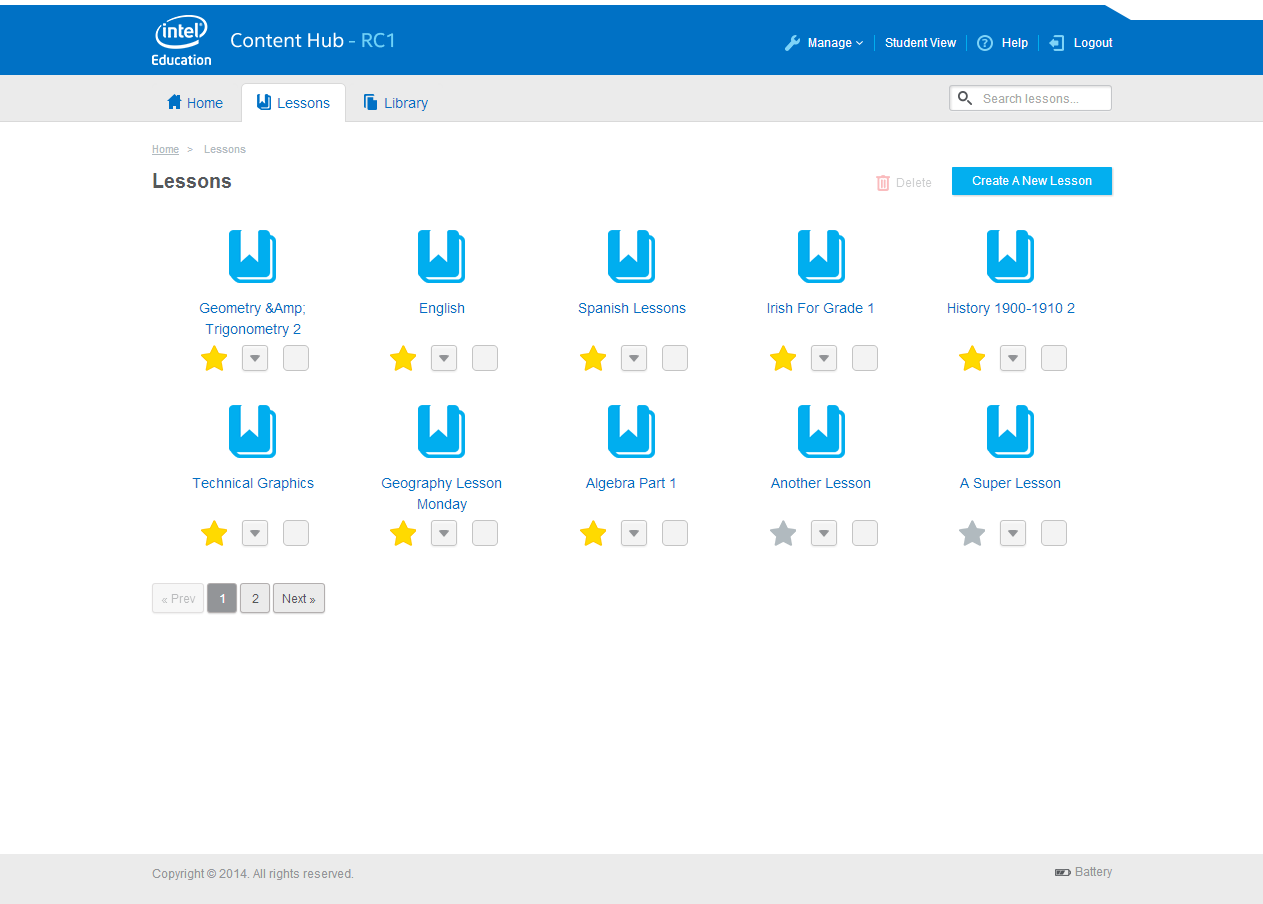 intel
Education
Content Hub - RC1
Manage
Student View
Help
Logout
Home
Lessons
Library
Search lessons...
Home > Lessons
Lessons
Delete
Create A New Lesson
Geometry &Amp;
Trigonometry 2
English
Spanish Lessons
Irish For Grade 1
History 1900-1910 2
Technical Graphics
Geography Lesson
Monday
Algebra Part 1
Another Lesson
A Super Lesson
« Prev 1 2 Next »
Copyright © 2014. All rights reserved.
Battery